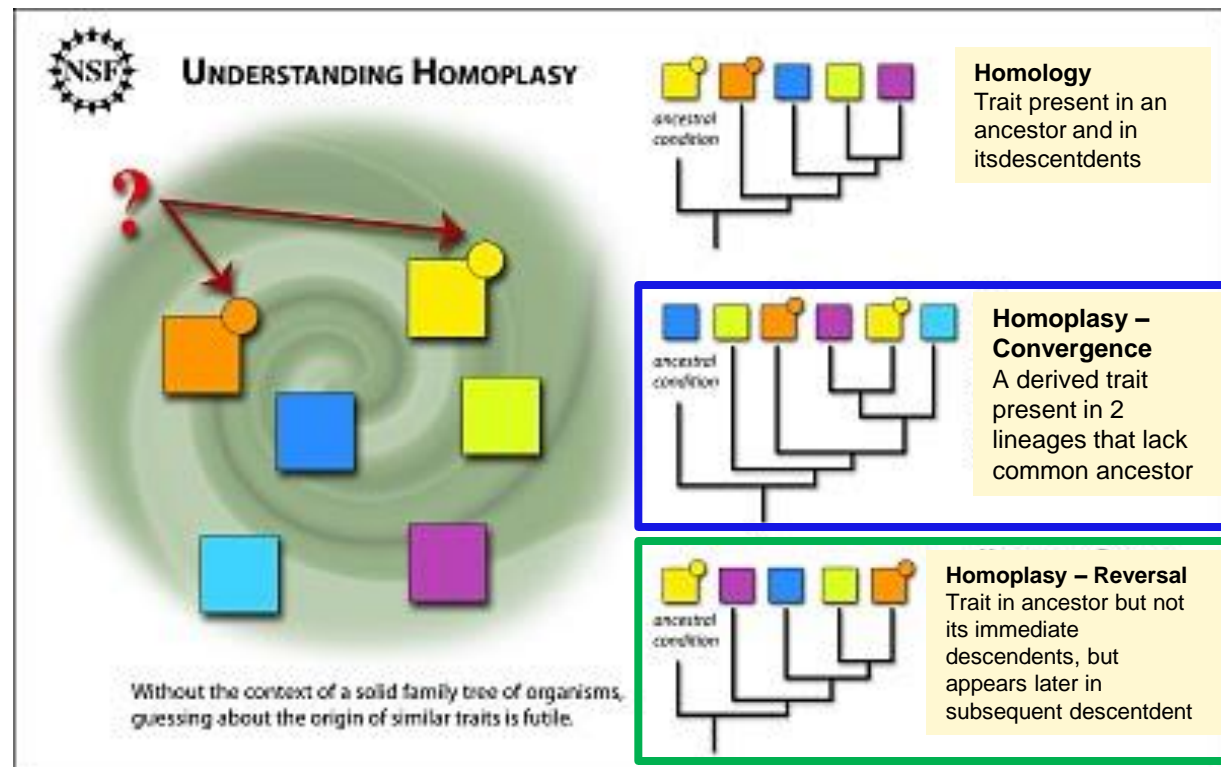 NSF
UNDERSTANDING HOMOPLASY
?
Without the context of a solid family tree of organisms,
guessing about the origin of similar traits is futile.
ancestral
condition
Homology
Trait present in an
ancestor and in
itsdescentdents
ancestral
condition
Homoplasy –
Convergence
A derived trait
present in 2
lineages that lack
common ancestor
ancestral
condition
Homoplasy – Reversal
Trait in ancestor but not
its immediate
descendents, but
appears later in
subsequent descentdent